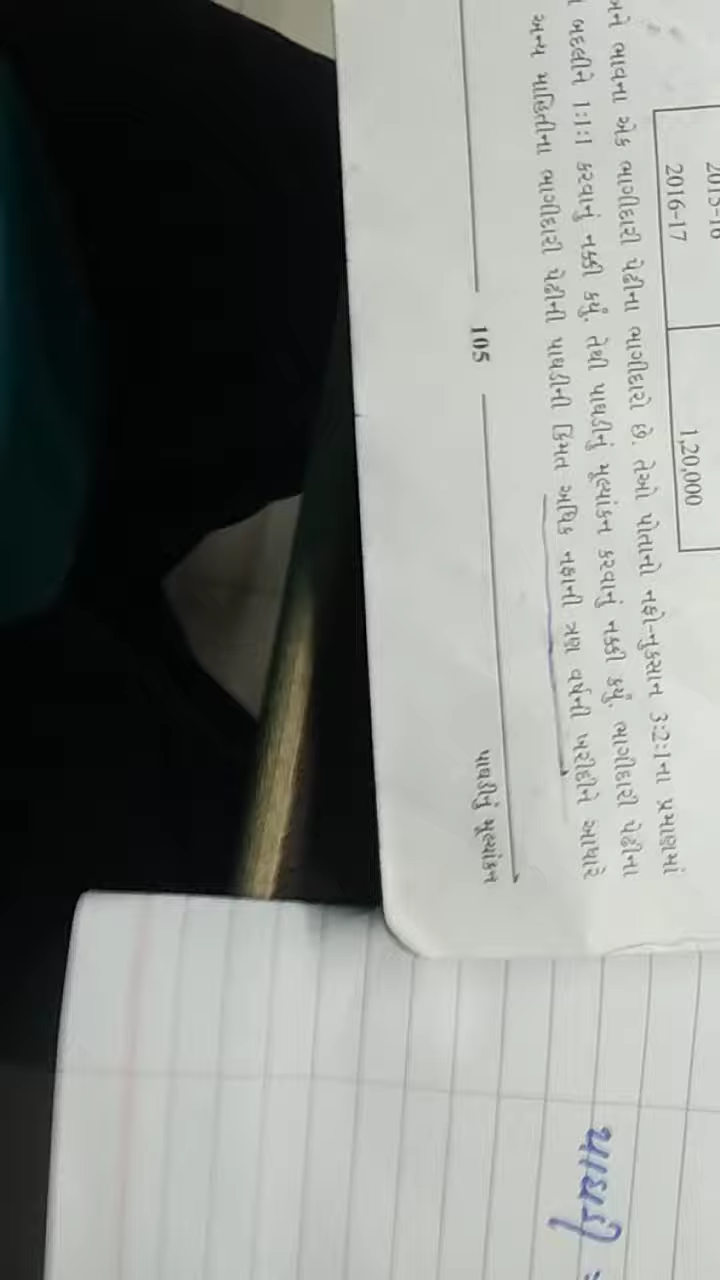 2015-16
2016-17 1,20,000
ભાવના એક ભાગીદારી પેઢીના ભાગીદારો છે. તેઓ પોતાનો નફો-નુકસાન 3:2:1ના પ્રમાણમાં
બદલીને 1:1:1 કરવાનું નક્કી કર્યું. તેથી પાઘડીનું મૂલ્યાંકન કરવાનું નક્કી કર્યું. ભાગીદારી પેઢીના
અન્ય માહિતીના ભાગીદારી પેઢીની પાઘડીની કિંમત અધિક નફાની ત્રણ વર્ષની ખરીદીને આધારે
105
પાઘડીનું મૂલ્યાંકન
પાઘડી =